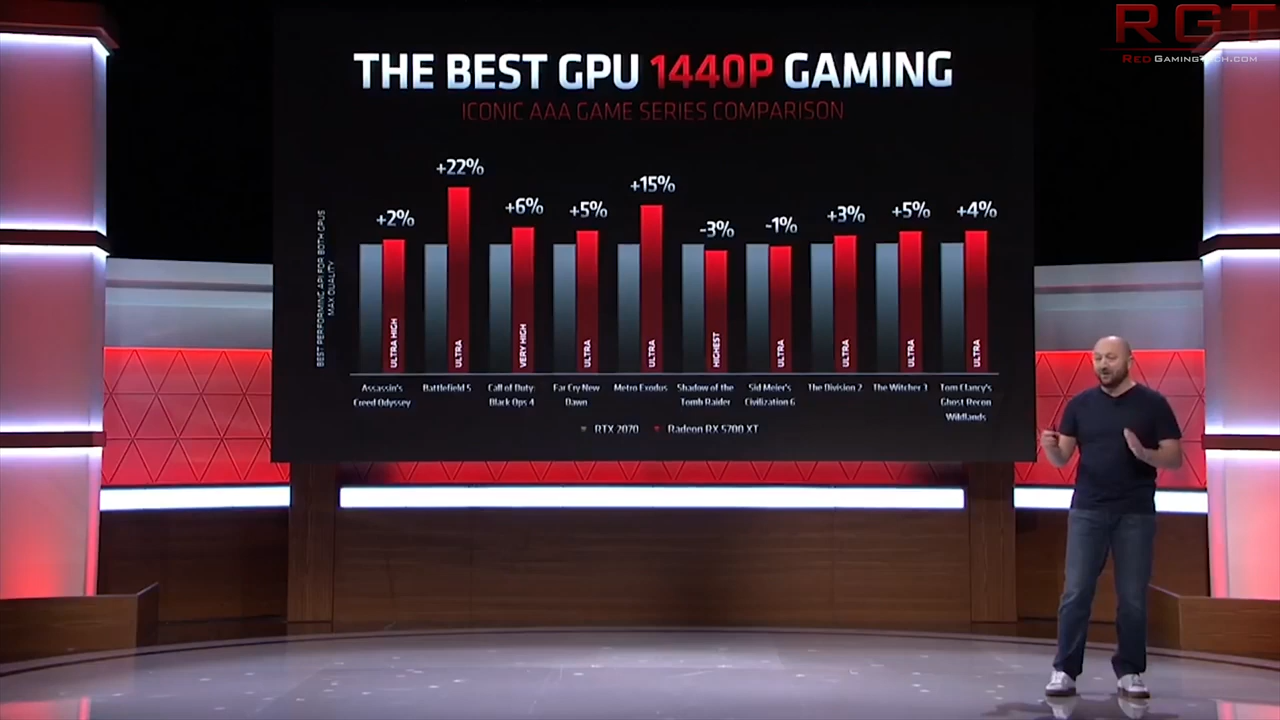 RGT
RED GAMINGTECH.COM
THE BEST GPU 1440P GAMING
ICONIC AAA GAME SERIES COMPARISON
BEST PERFORMING API FOR BOTH GPUS
MAX QUALITY
+2%
+22%
+6%
+5%
+15%
-3%
-1%
+3%
+5%
+4%
ULTRA HIGH
ULTRA
VERY HIGH
ULTRA
ULTRA
HIGHEST
ULTRA
ULTRA
ULTRA
ULTRA
Assassin's
Creed Odyssey
Battlefield 5
Call of Duty:
Black Ops 4
Far Cry New
Dawn
Metro Exodus
Shadow of the
Tomb Raider
Sid Meier's
Civilization 6
The Division 2
The Witcher 3
Tom Clancy's
Ghost Recon
Wildlands
RTX 2070
Radeon RX 5700 XT